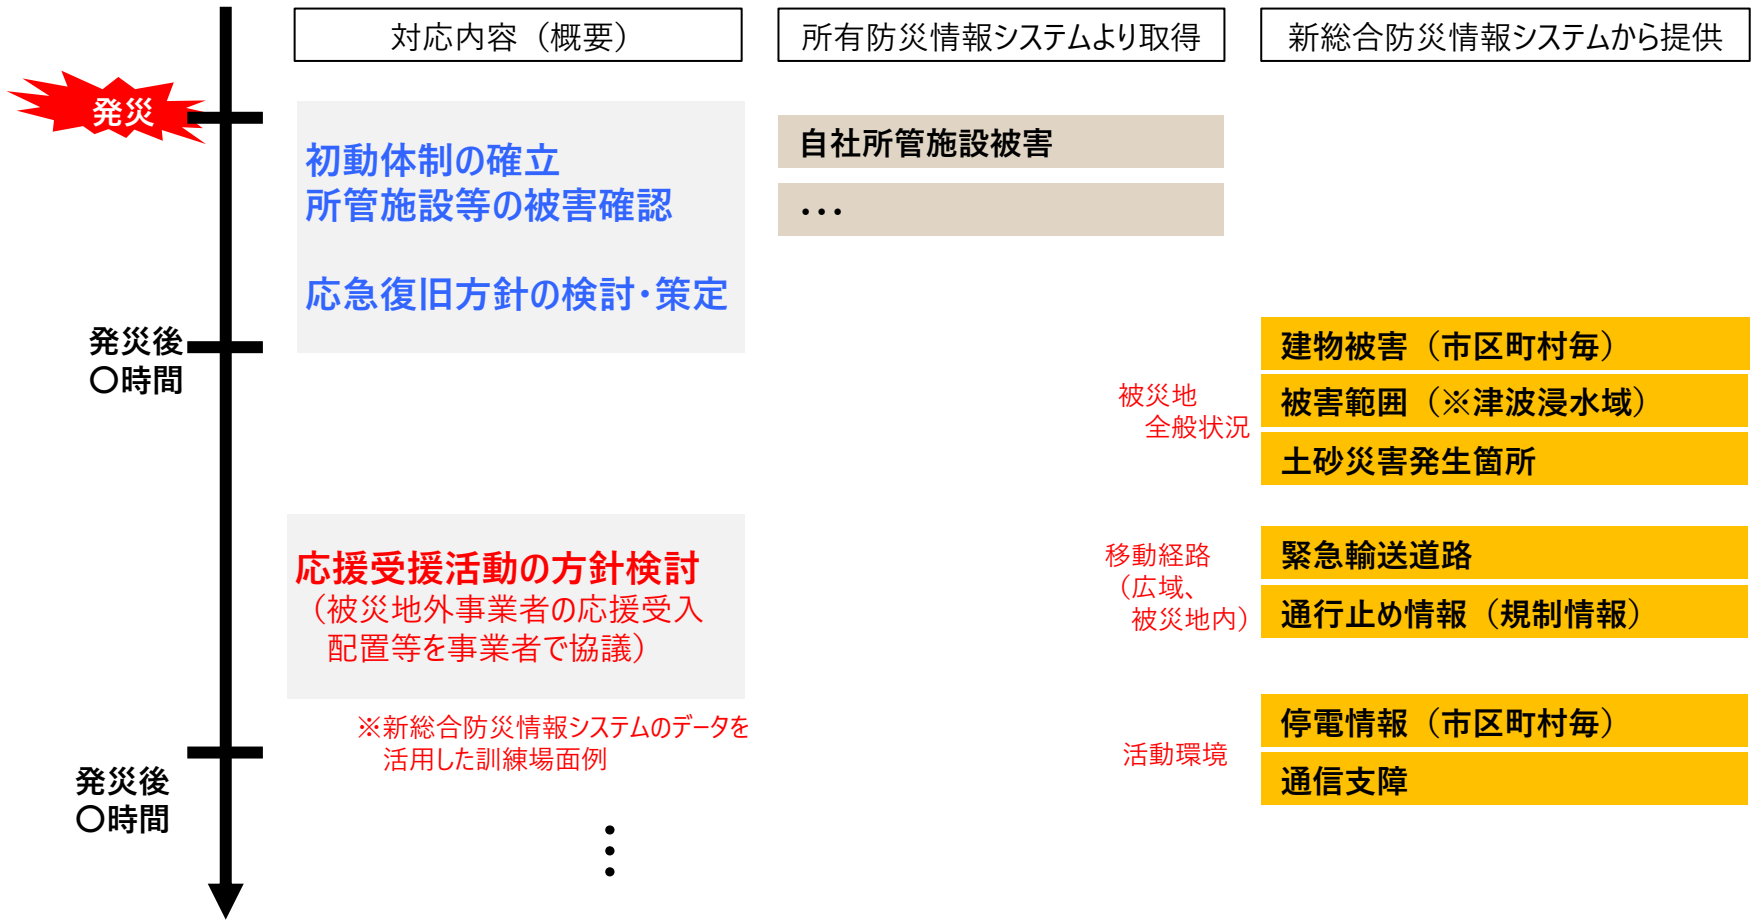 対応内容（概要）
所有防災情報システムより取得
新総合防災情報システムから提供
発災
初動体制の確立
所管施設等の被害確認
応急復旧方針の検討・策定
自社所管施設被害
・・・
発災後
〇時間
被災地
全般状況
建物被害（市区町村毎）
被害範囲（※津波浸水域）
土砂災害発生箇所
応援受援活動の方針検討
（被災地外事業者の応援受入
配置等を事業者で協議）
移動経路
（広域、
被災地内）
緊急輸送道路
通行止め情報（規制情報）
※新総合防災情報システムのデータを
活用した訓練場面例
活動環境
停電情報（市区町村毎）
通信支障
発災後
〇時間
・・・